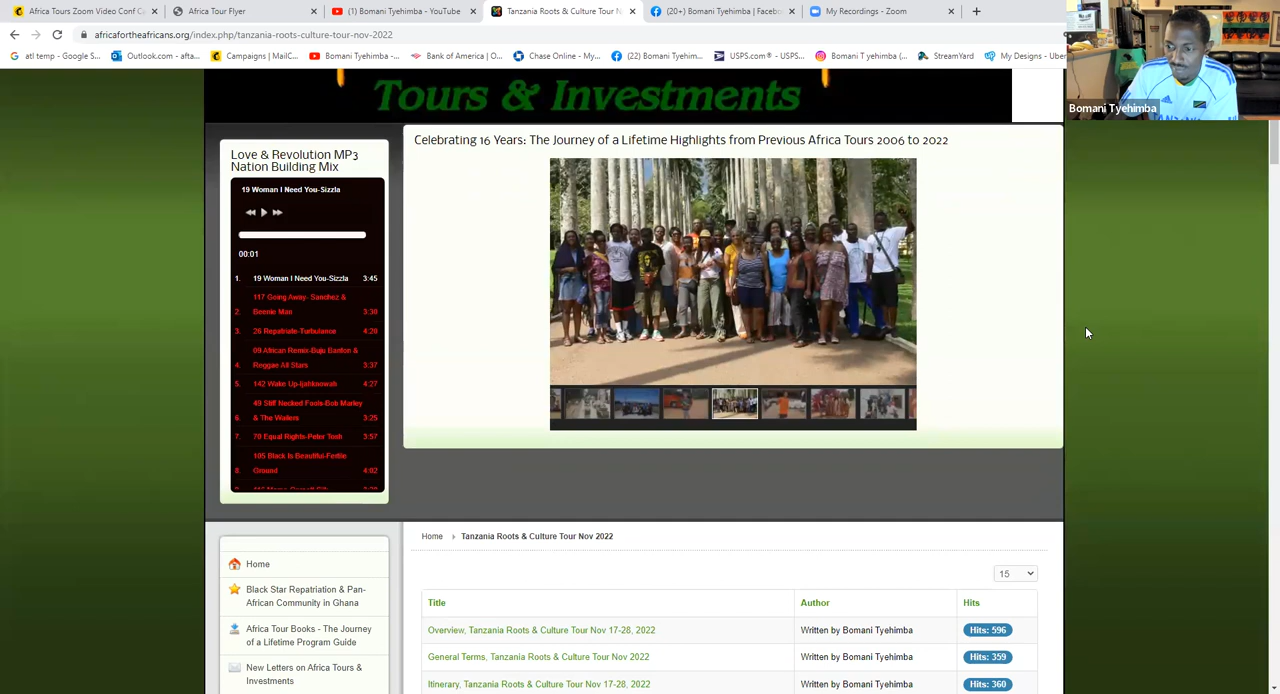 Africa Tours Zoom Video Conf C
Africa Tour Flyer
(1) Bomani Tyehimba - YouTube
Tanzania Roots & Culture Tour N
(20+) Bomani Tyehimba | Faceb
My Recordings - Zoom
africafortheafricans.org/index.php/tanzania-roots-culture-tour-nov-2022
atl temp - Google S...
Outlook.com - afta...
Campaigns | MailC...
Bomani Tyehimba -...
Bank of America | O...
Chase Online - My...
(22) Bomani Tyehim...
USPS.com® - USPS...
Bomani T yehimba (...
StreamYard
My Designs - Uber
Bomani Tyehimba
Tours & Investments
Celebrating 16 Years: The Journey of a Lifetime Highlights from Previous Africa Tours 2006 to 2022
Love & Revolution MP3
Nation Building Mix
19 Woman I Need You-Sizzla
00:01
1. 19 Woman I Need You-Sizzla 3:45
117 Going Away- Sanchez &
2. Beenie Man 3:30
3. 26 Repatriate-Turbulance 4:29
09 African Remix-Buju Banton &
4. Reggae All Stars 3:37
5. 142 Wake Up-Ijahkoowah 4:27
49 Stiff Necked Fools-Bob Marley
6. & The Wailers 3:25
7. 70 Equal Rights-Peter Tosh 3:57
105 Black Is Beautiful-Fertile
8. Ground 4:02
Home
Tanzania Roots & Culture Tour Nov 2022
15
Home
Black Star Repatriation & Pan-
African Community in Ghana
Africa Tour Books - The Journey
of a Lifetime Program Guide
New Letters on Africa Tours &
Investments
Title Author Hits
Overview, Tanzania Roots & Culture Tour Nov 17-28, 2022 Written by Bomani Tyehimba Hits: 596
General Terms, Tanzania Roots & Culture Tour Nov 2022 Written by Bomani Tyehimba Hits: 359
Itinerary, Tanzania Roots & Culture Tour Nov 17-28, 2022 Written by Bomani Tyehimba Hits: 360